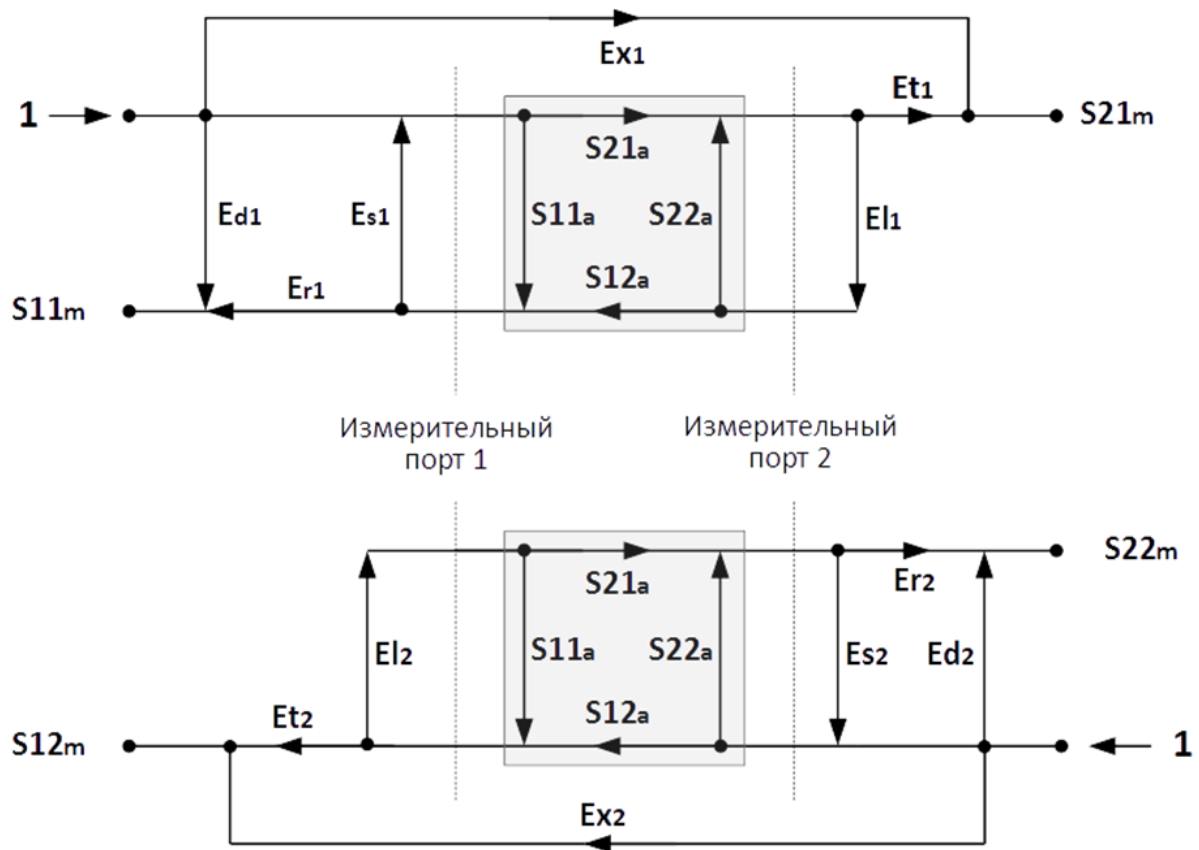 Ex1
1
Et1
S21m
S21a
Ed1
Es1
S11a
S22a
El1
Er1
S12a
S11m
Измерительный
порт 1
Измерительный
порт 2
S22m
S21a
Er2
El2
S11a
S22a
Es2
Ed2
Et2
S12a
S12m
1
Ex2